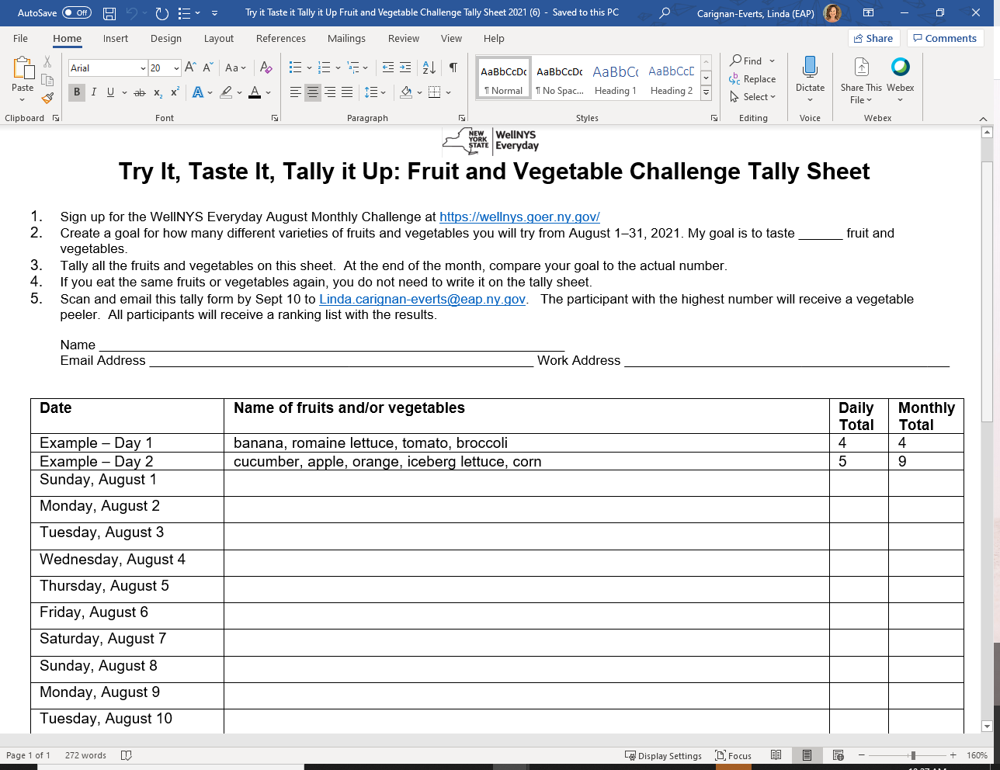 AutoSave Off Try it Taste it Tally it Up Fruit and Vegetable Challenge Tally Sheet 2021 (6) - Saved to this PC Carignan-Everts, Linda (EAP)
File Home Insert Design Layout References Mailings Review View Help Share Comments
Paste
Arial 20
Aa
AaBbCcDc AaBbCcDc AaBbCc AaBbCcD
¶ Normal ¶ No Spac... Heading 1 Heading 2
Find
Replace
Select
Dictate
Share This File
Webex
B I U ab x₂ x² A A
Clipboard Font Paragraph Styles Editing Voice Webex
NEW YORK STATE
WellNYS Everyday
Try It, Taste It, Tally it Up: Fruit and Vegetable Challenge Tally Sheet
1. Sign up for the WellNYS Everyday August Monthly Challenge at https://wellnys.goer.ny.gov/
2. Create a goal for how many different varieties of fruits and vegetables you will try from August 1–31, 2021. My goal is to taste ______ fruit and
vegetables.
3. Tally all the fruits and vegetables on this sheet. At the end of the month, compare your goal to the actual number.
4. If you eat the same fruits or vegetables again, you do not need to write it on the tally sheet.
5. Scan and email this tally form by Sept 10 to Linda.carignan-everts@eap.ny.gov. The participant with the highest number will receive a vegetable
peeler. All participants will receive a ranking list with the results.
Name
Email Address Work Address
Date Name of fruits and/or vegetables Daily Total Monthly Total
Example – Day 1 banana, romaine lettuce, tomato, broccoli 4 4
Example – Day 2 cucumber, apple, orange, iceberg lettuce, corn 5 9
Sunday, August 1
Monday, August 2
Tuesday, August 3
Wednesday, August 4
Thursday, August 5
Friday, August 6
Saturday, August 7
Sunday, August 8
Monday, August 9
Tuesday, August 10
Page 1 of 1 272 words Display Settings Focus 160%